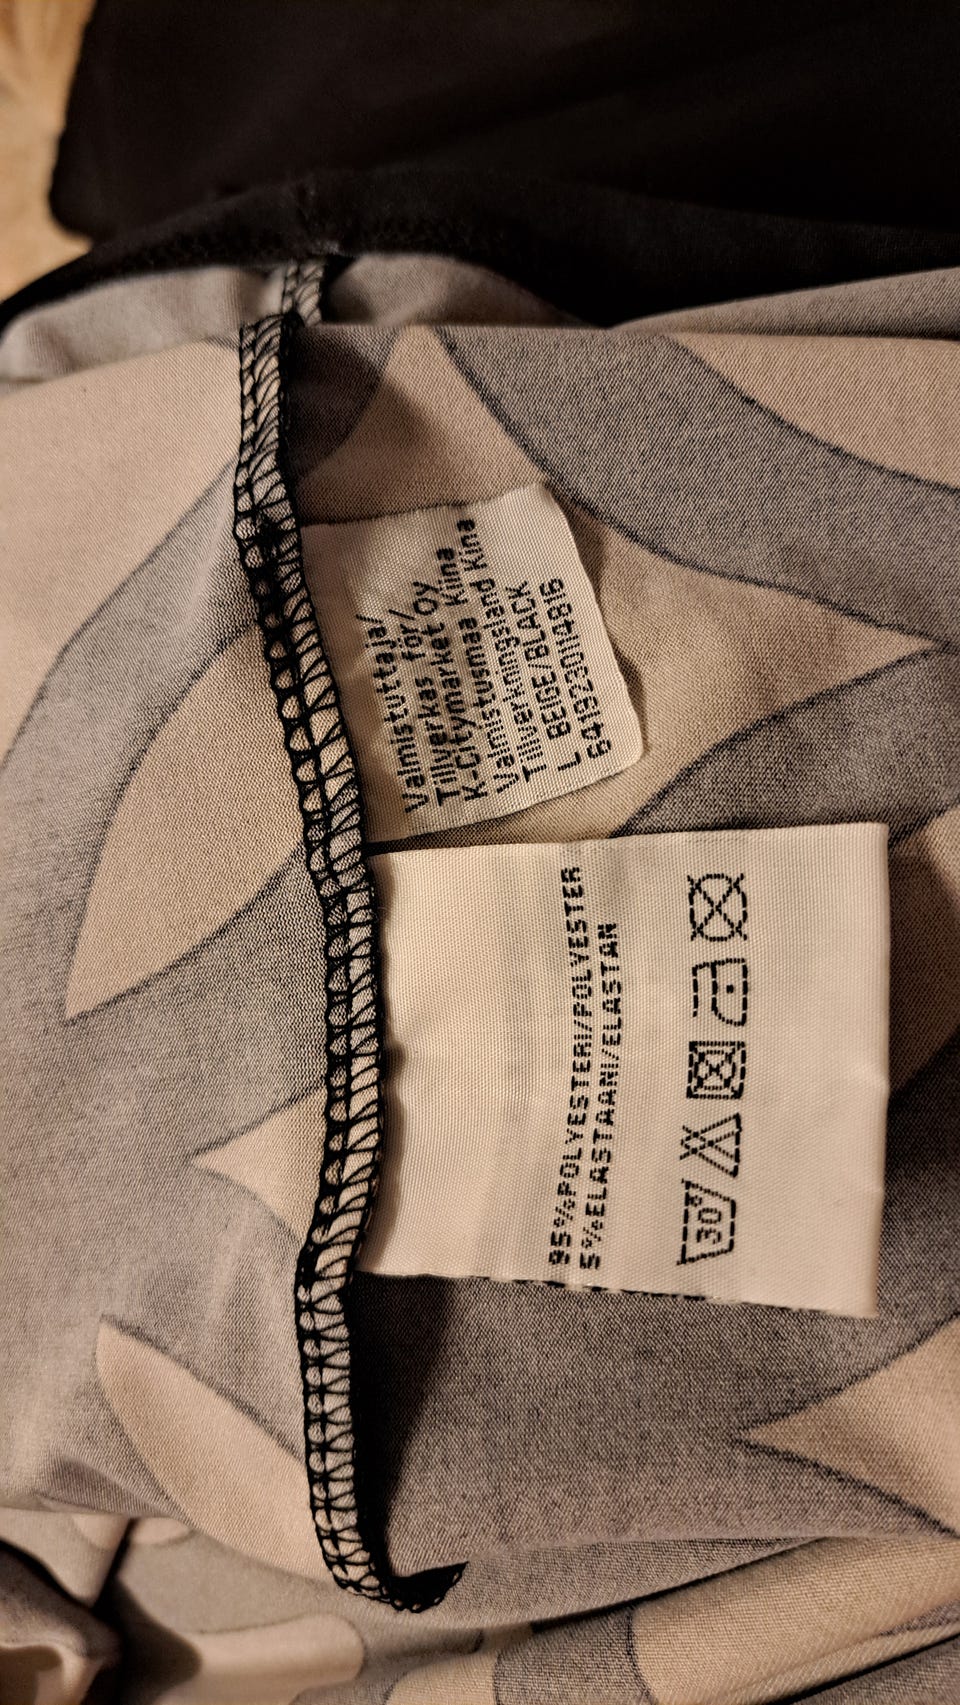 Valmistuttaja/
Tillverkas för/
K-Citymarket Oy
Valmistusmaa Kiina
Tillverkningsland Kina
L BEIGE/BLACK
6419230114816
95%POLYESTERI/POLYESTER
5%ELASTAANI/ELASTAN
30°